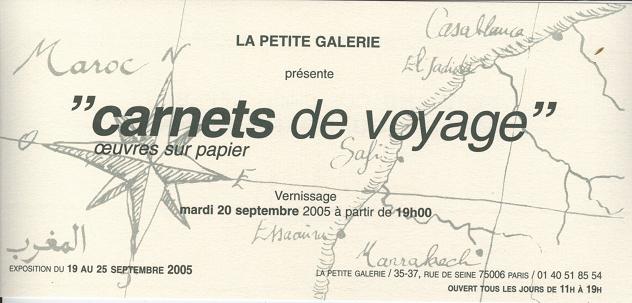 LA PETITE GALERIE
présente
"carnets de voyage"
œuvres sur papier
Vernissage
mardi 20 septembre 2005 à partir de 19h00
EXPOSITION DU 19 AU 25 SEPTEMBRE 2005
LA PETITE GALERIE / 35-37, RUE DE SEINE 75006 PARIS / 01 40 51 85 54
OUVERT TOUS LES JOURS DE 11H À 19H
Maroc
N
O
E
المغرب
Casablanca
El Jadida
Safi
Essaouira
Marrakech